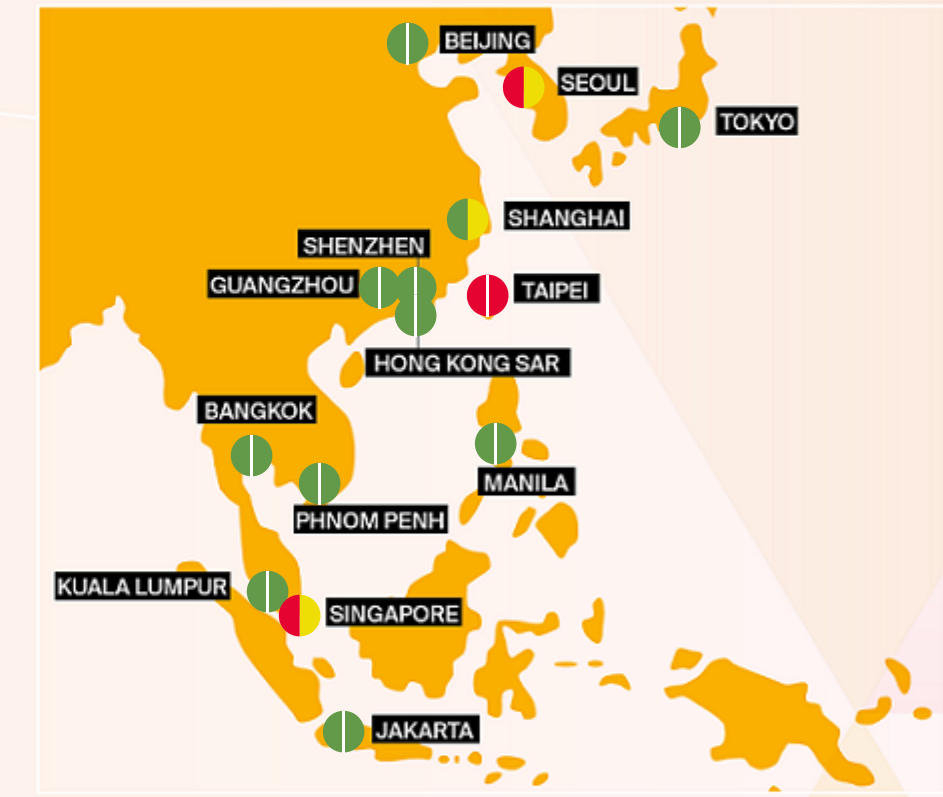 BEIJING
SEOUL
TOKYO
SHANGHAI
SHENZHEN
GUANGZHOU
TAIPEI
HONG KONG SAR
BANGKOK
MANILA
PHNOM PENH
KUALA LUMPUR
SINGAPORE
JAKARTA